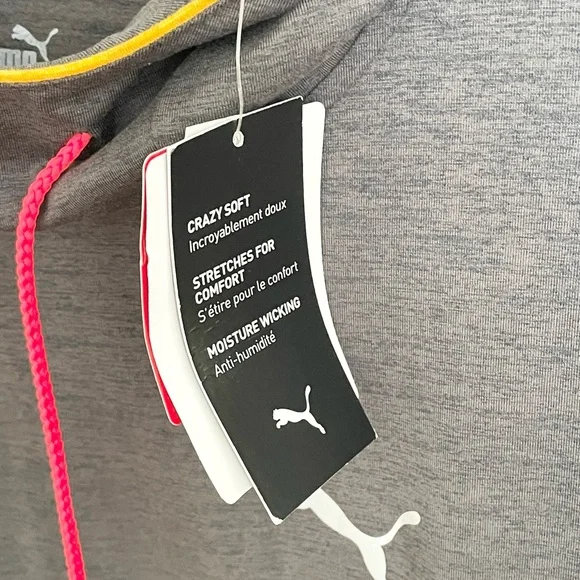 CRAZY SOFT
Incroyablement doux
STRETCHES FOR
COMFORT
S'étire pour le confort
MOISTURE WICKING
Anti-humidité